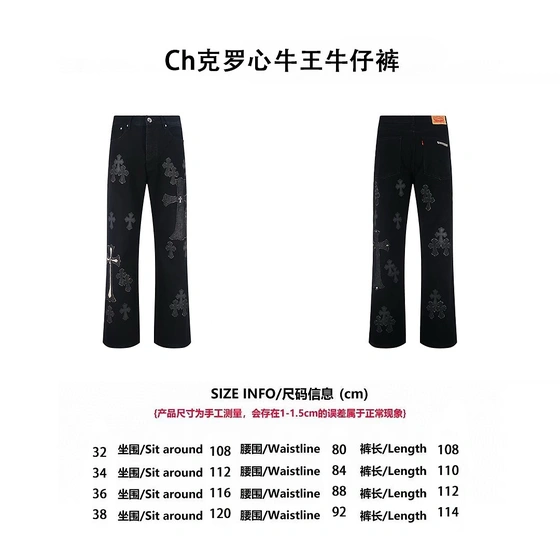 Ch克罗心牛王牛仔裤
SIZE INFO/尺码信息 (cm)
(产品尺寸为手工测量，会存在1-1.5cm的误差属于正常现象)
32 坐围/Sit around 108 腰围/Waistline 80 裤长/Length 108
34 坐围/Sit around 112 腰围/Waistline 84 裤长/Length 110
36 坐围/Sit around 116 腰围/Waistline 88 裤长/Length 112
38 坐围/Sit around 120 腰围/Waistline 92 裤长/Length 114